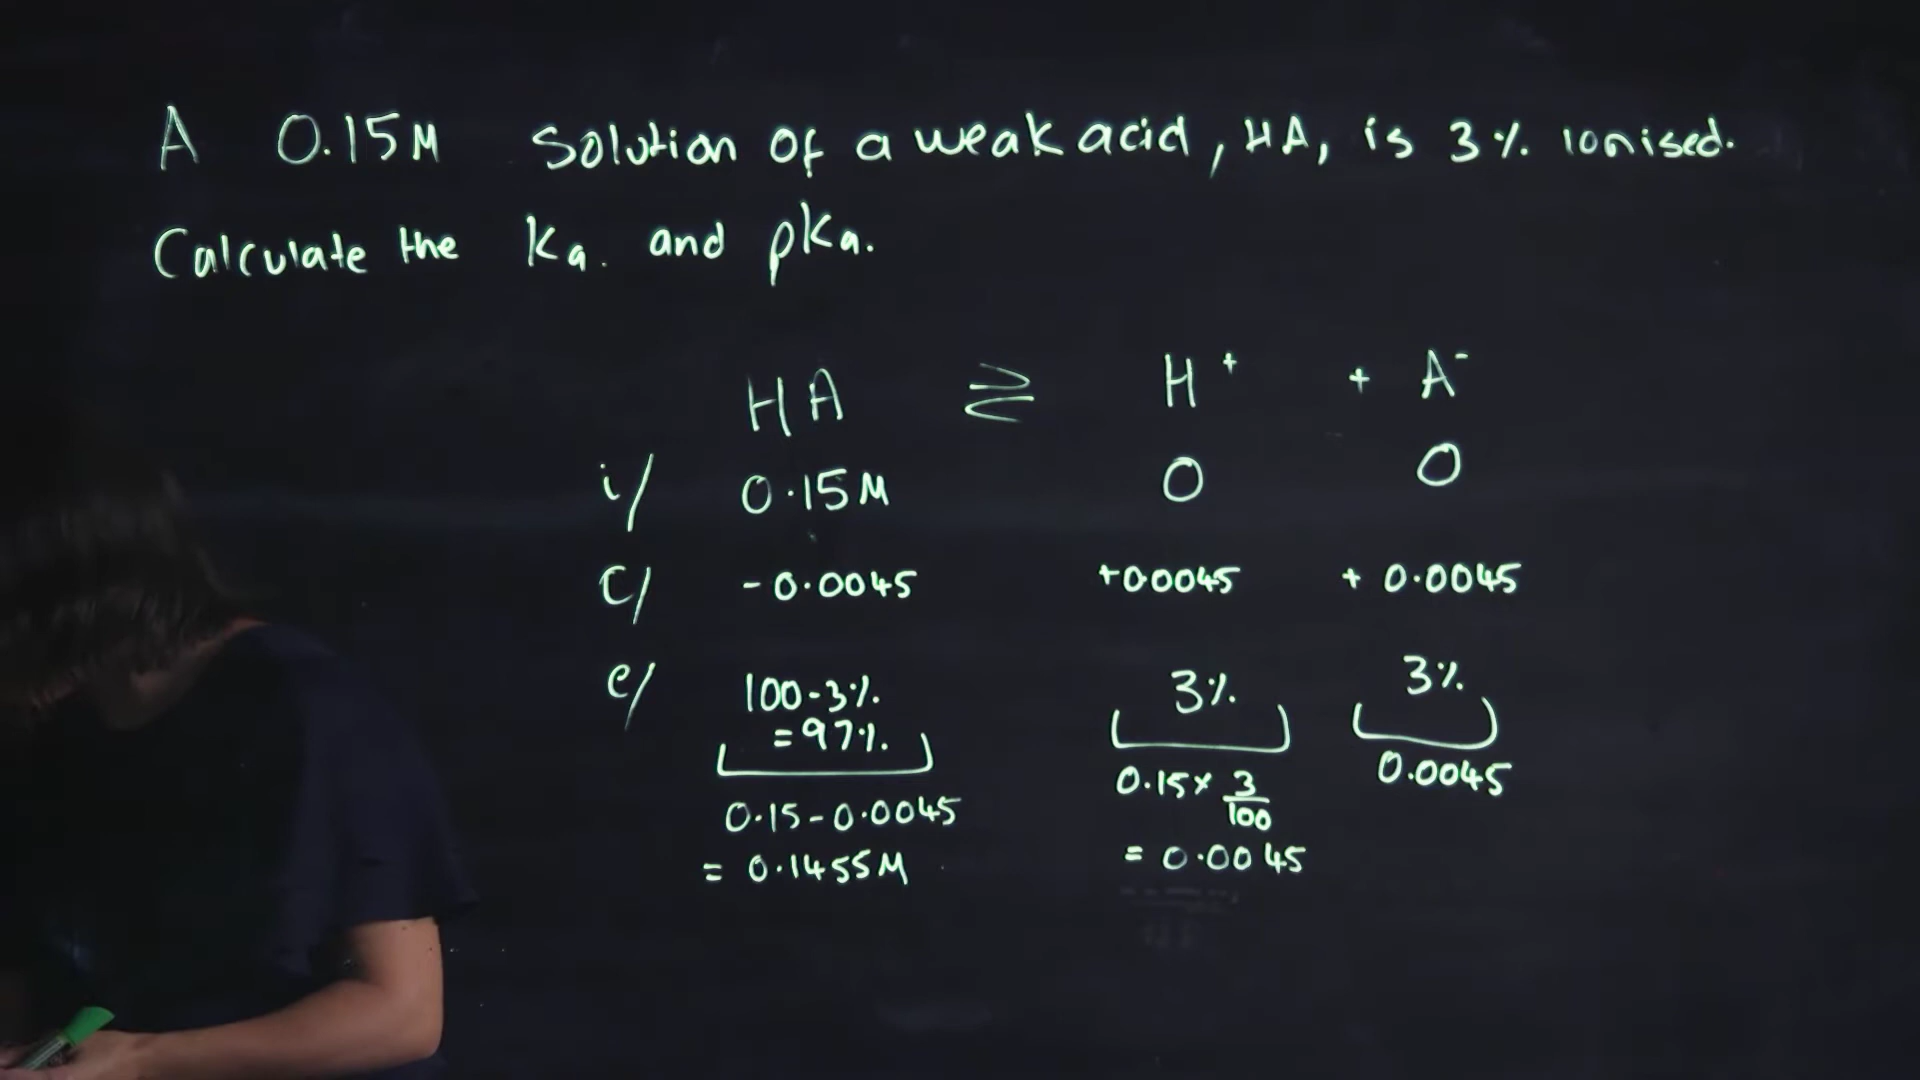 A 0.15M solution of a weak acid, HA, is 3% ionised.
Calculate the Ka. and pKa.
HA ⇌ H⁺ + A⁻
i/ 0.15M 0 0
C/ -0.0045 +0.0045 +0.0045
e/ 100-3% 3% 3%
=97%
0.15-0.0045 0.15× 3/100 0.0045
= 0.1455M = 0.0045